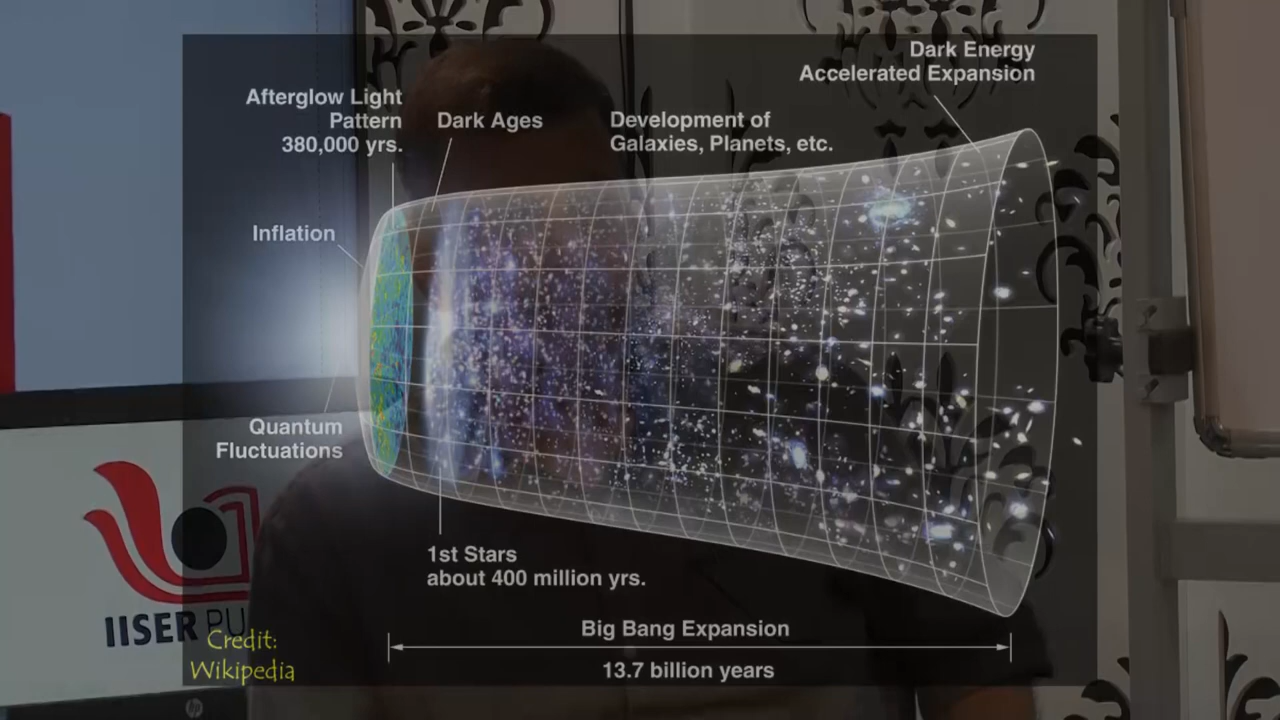 Dark Energy
Accelerated Expansion
Afterglow Light
Pattern
380,000 yrs.
Dark Ages
Development of
Galaxies, Planets, etc.
Inflation
Quantum
Fluctuations
1st Stars
about 400 million yrs.
Big Bang Expansion
13.7 billion years
IISER PU
Credit:
Wikipedia
hp